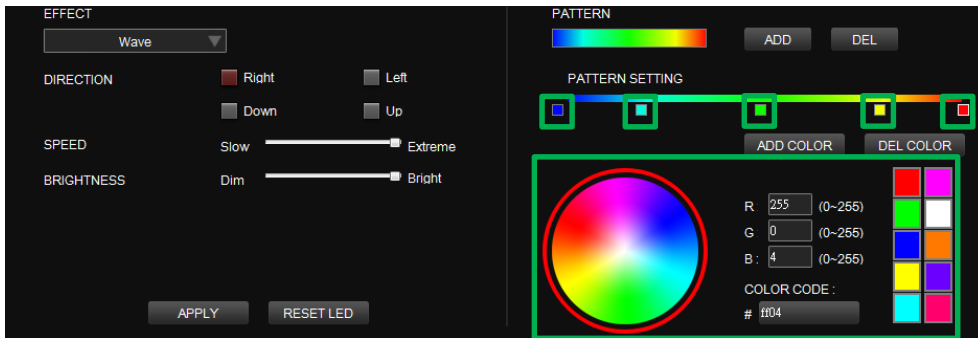 EFFECT
Wave
DIRECTION
Right
Left
Down
Up
SPEED
Slow
Extreme
BRIGHTNESS
Dim
Bright
APPLY
RESET LED
PATTERN
ADD
DEL
PATTERN SETTING
ADD COLOR
DEL COLOR
R 255 (0~255)
G 0 (0~255)
B : 4 (0~255)
COLOR CODE :
# ff04